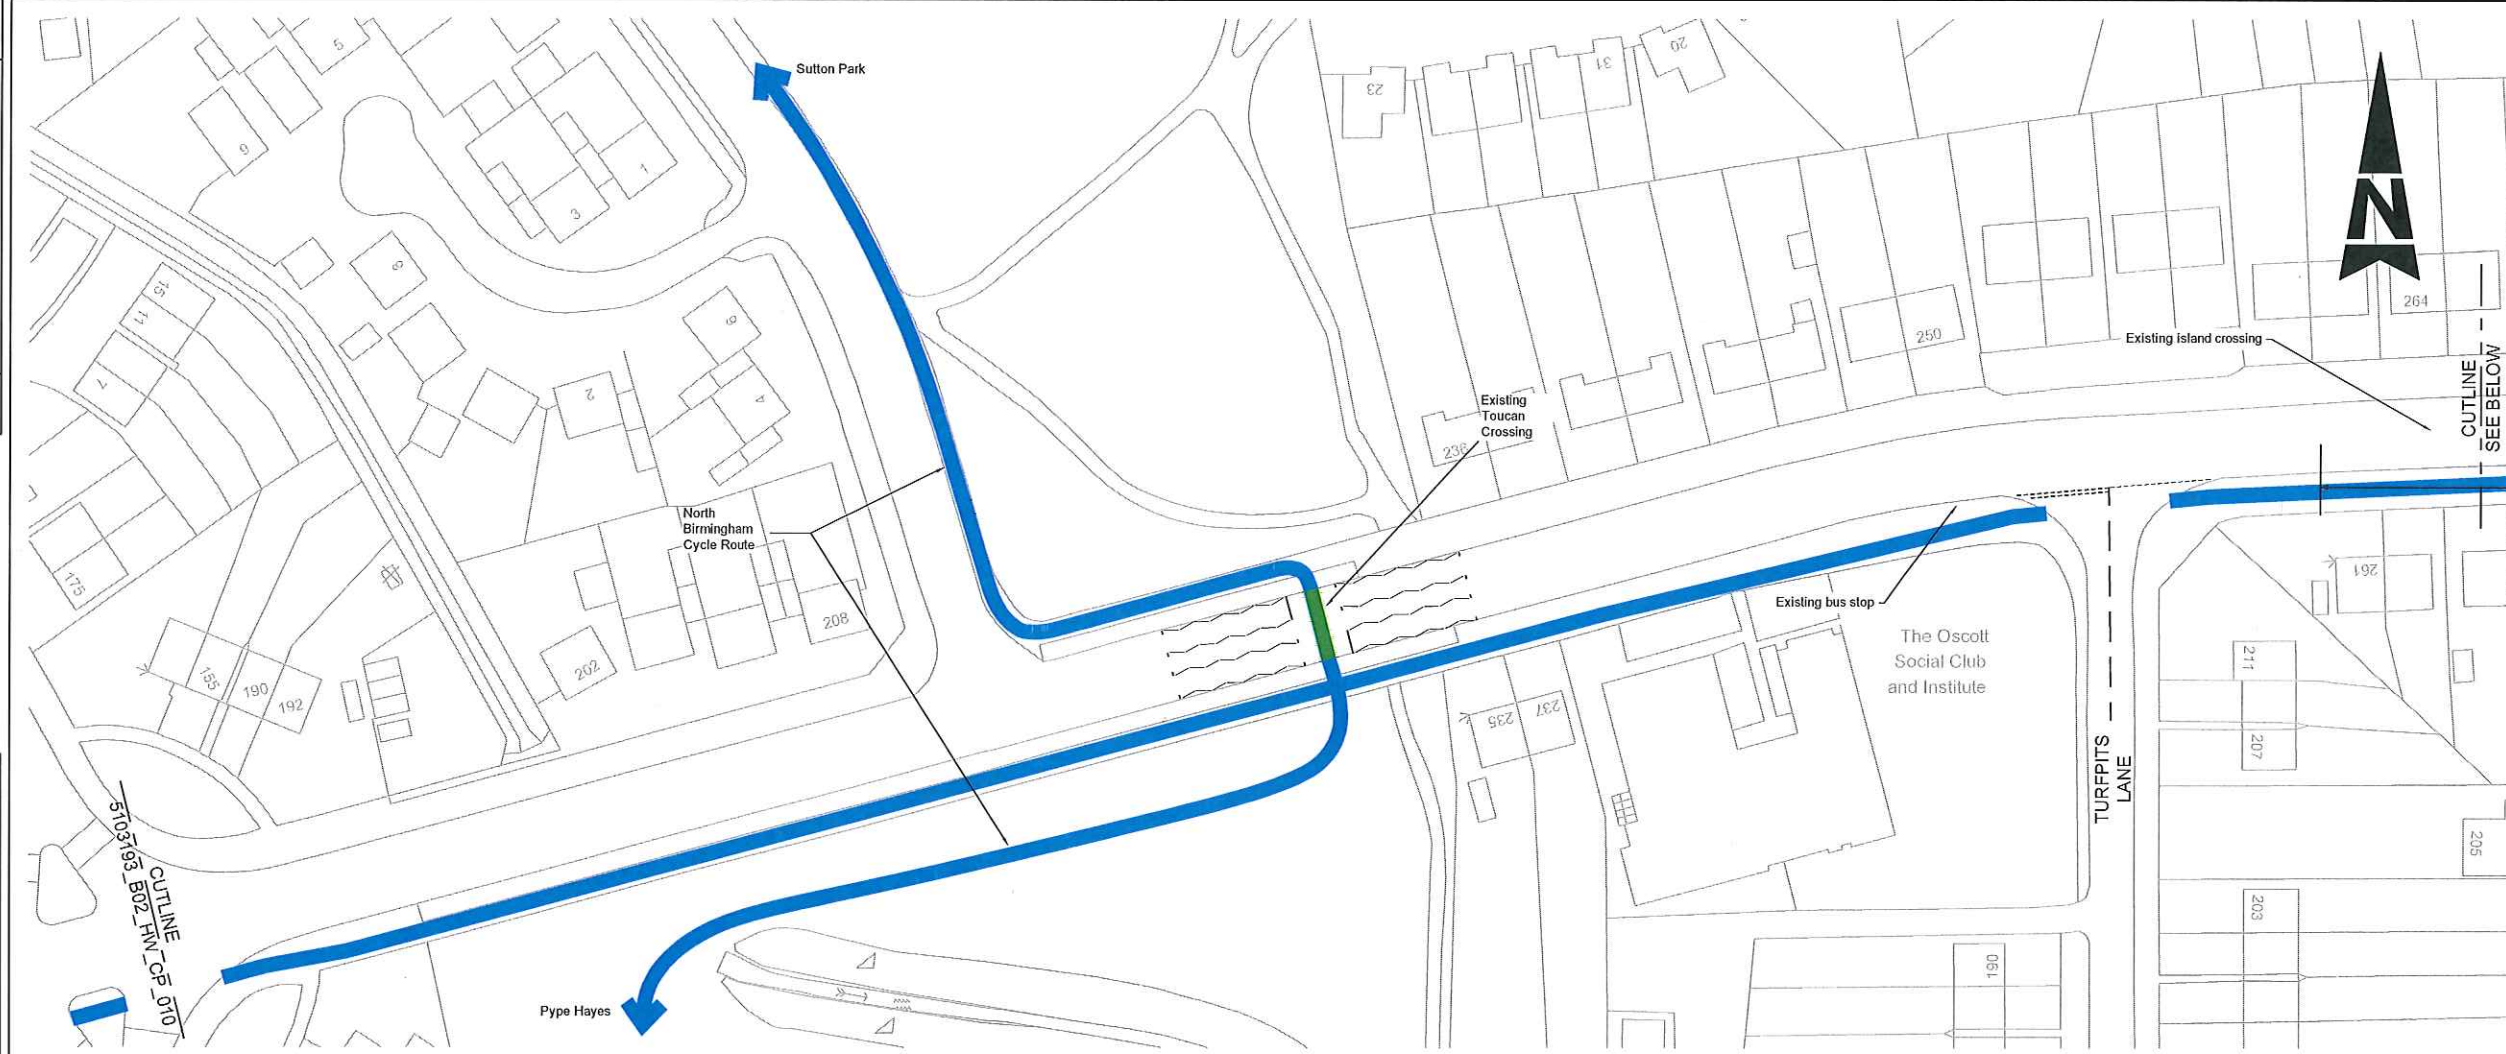 Sutton Park
5
9
1
3
23
31
20
8
15
11
7
6
2
4
264
250
Existing island crossing
CUTLINE
SEE BELOW
N
Existing
Toucan
Crossing
236
North
Birmingham
Cycle Route
175
208
202
155
190
192
261
Existing bus stop
The Oscott
Social Club
and Institute
235
237
211
207
TURFPITS
LANE
205
203
190
CUTLINE
5103193_B02_HW_CP_010
Pype Hayes